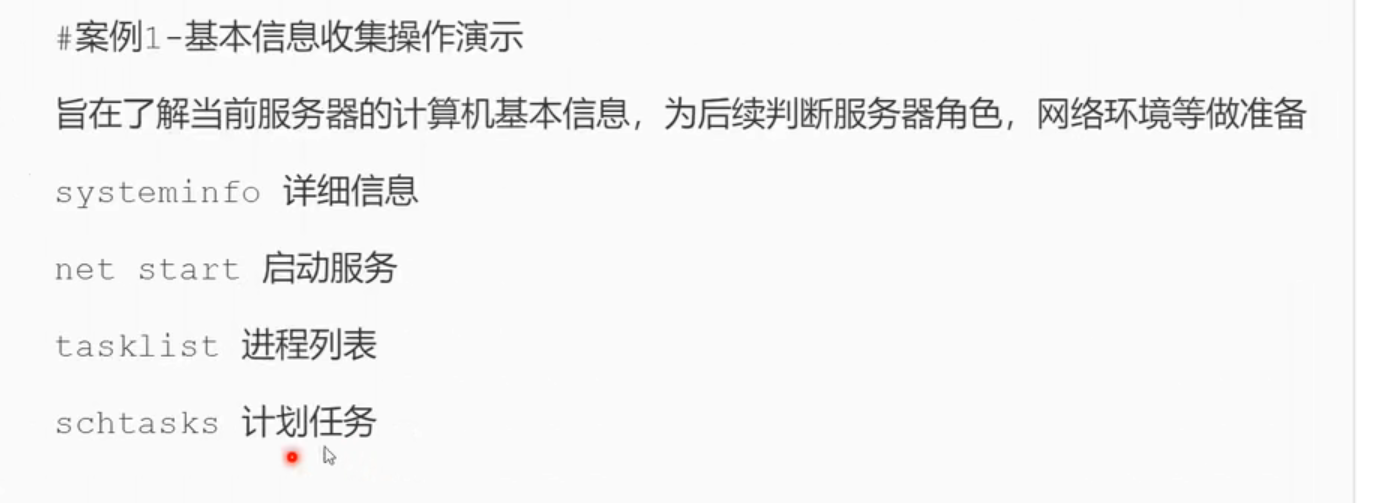 #案例1-基本信息收集操作演示
旨在了解当前服务器的计算机基本信息，为后续判断服务器角色，网络环境等做准备
systeminfo 详细信息
net start 启动服务
tasklist 进程列表
schtasks 计划任务